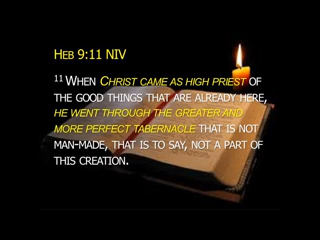 Heb 9:11 NIV
11 When Christ came as high priest of
the good things that are already here,
he went through the greater and
more perfect tabernacle that is not
man-made, that is to say, not a part of
this creation.